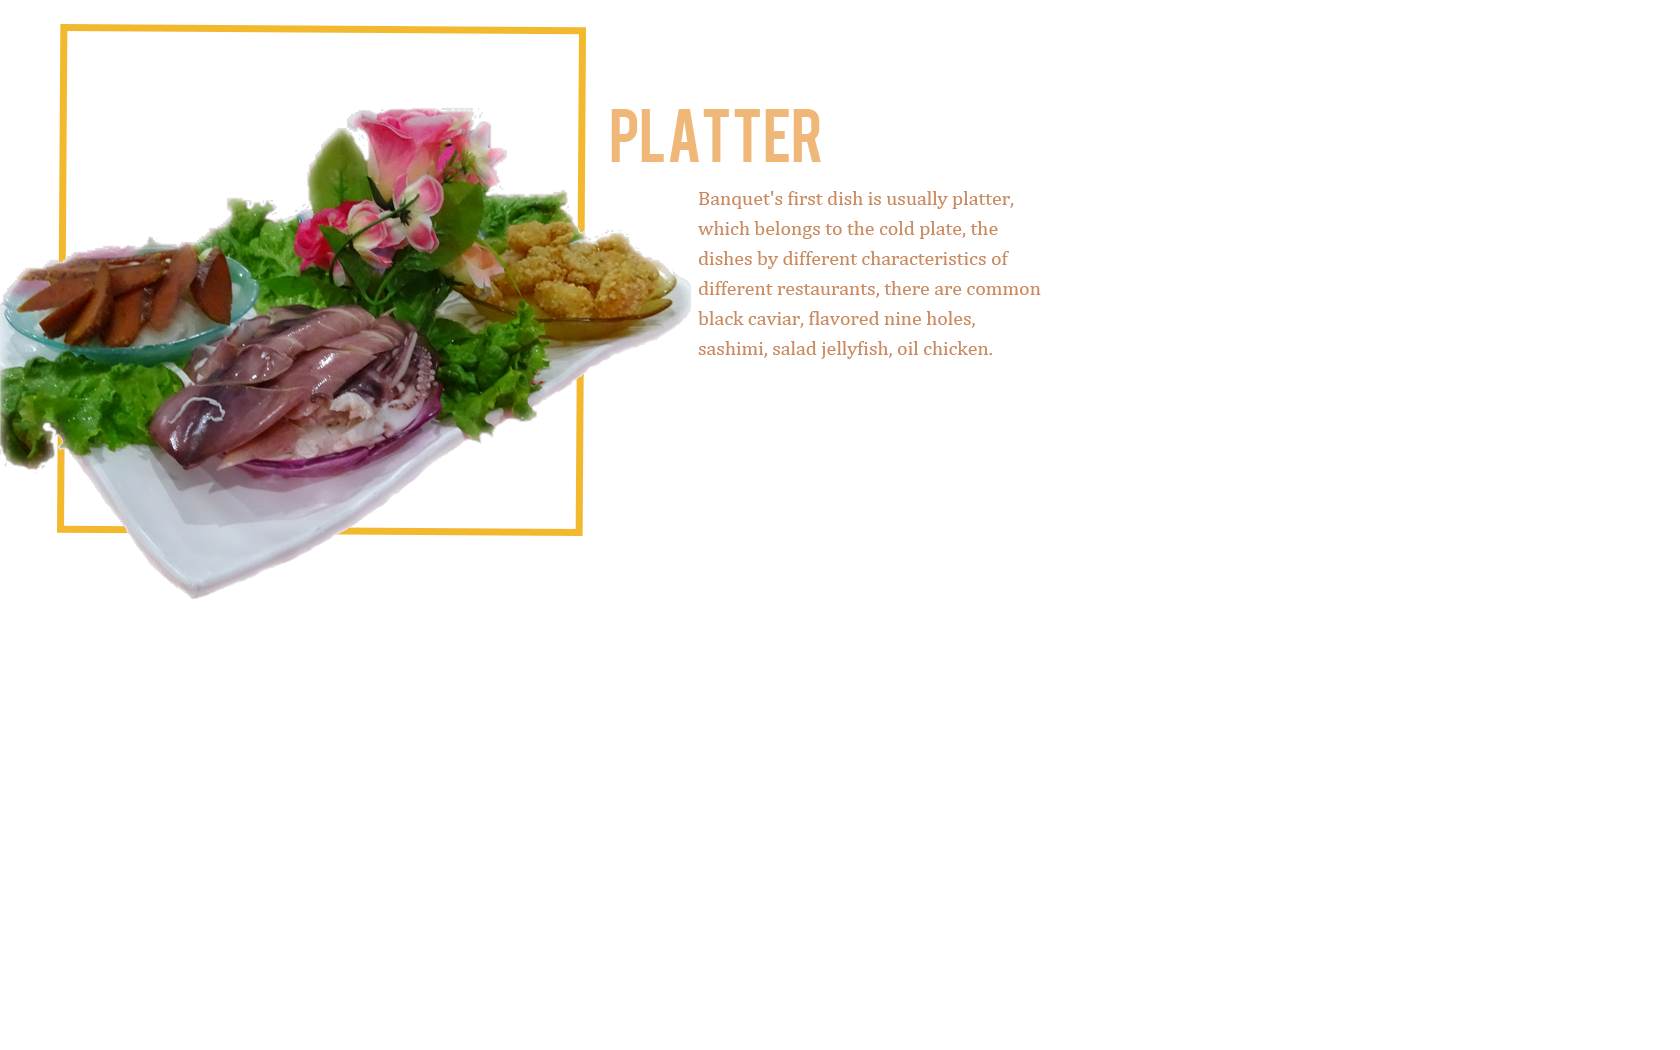 PLATTER
Banquet's first dish is usually platter,
which belongs to the cold plate, the
dishes by different characteristics of
different restaurants, there are common
black caviar, flavored nine holes,
sashimi, salad jellyfish, oil chicken.